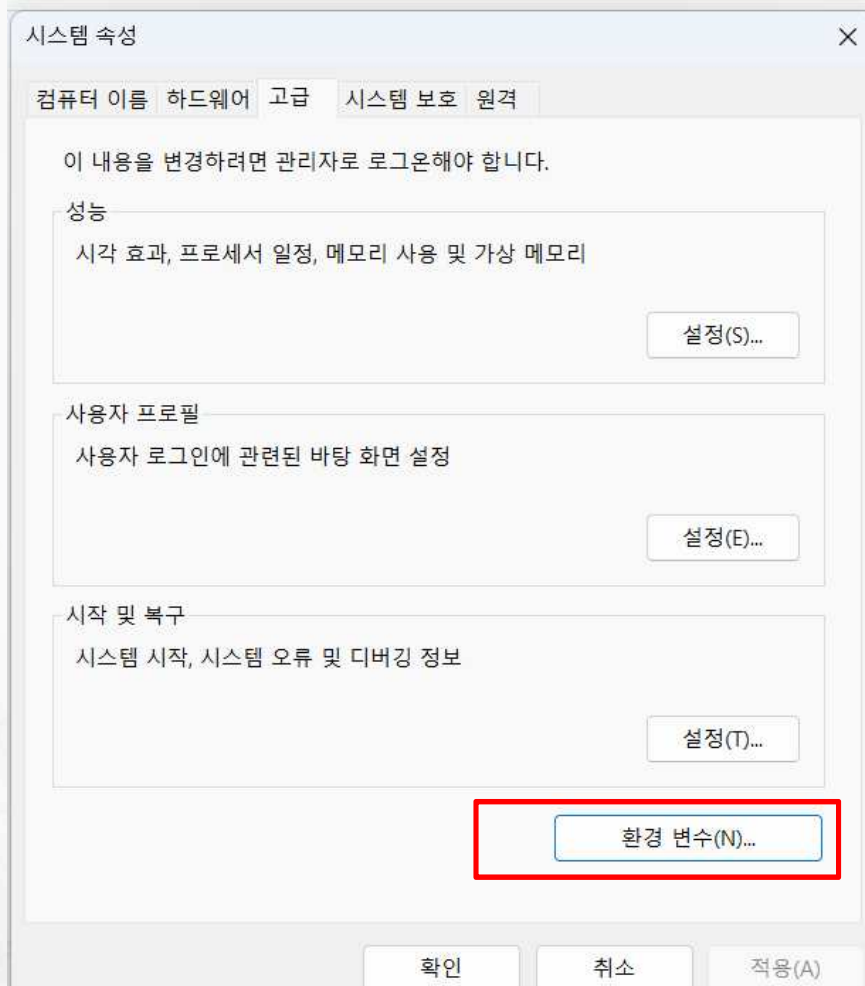 시스템 속성
컴퓨터 이름 하드웨어 고급 시스템 보호 원격
이 내용을 변경하려면 관리자로 로그온해야 합니다.
성능
시각 효과, 프로세서 일정, 메모리 사용 및 가상 메모리
설정(S)...
사용자 프로필
사용자 로그인에 관련된 바탕 화면 설정
설정(E)...
시작 및 복구
시스템 시작, 시스템 오류 및 디버깅 정보
설정(T)...
환경 변수(N)...
확인 취소 적용(A)